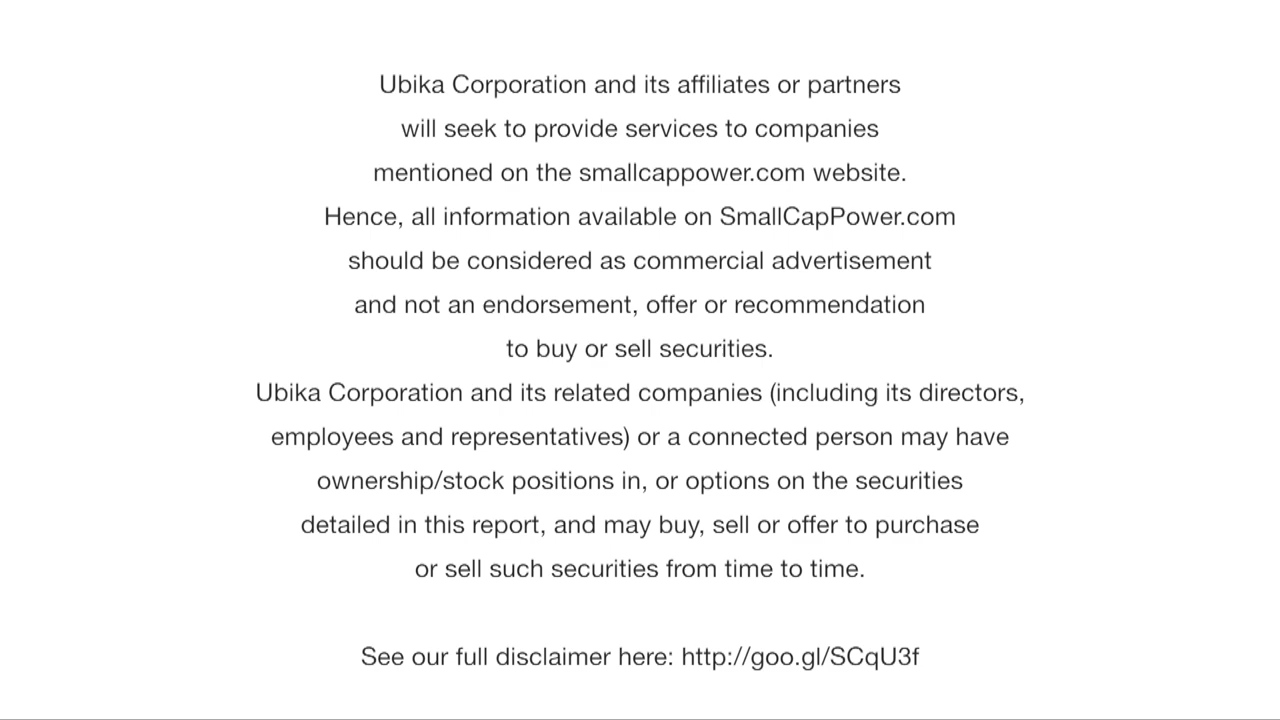 Ubika Corporation and its affiliates or partners
will seek to provide services to companies
mentioned on the smallcappower.com website.
Hence, all information available on SmallCapPower.com
should be considered as commercial advertisement
and not an endorsement, offer or recommendation
to buy or sell securities.
Ubika Corporation and its related companies (including its directors,
employees and representatives) or a connected person may have
ownership/stock positions in, or options on the securities
detailed in this report, and may buy, sell or offer to purchase
or sell such securities from time to time.
See our full disclaimer here: http://goo.gl/SCqU3f